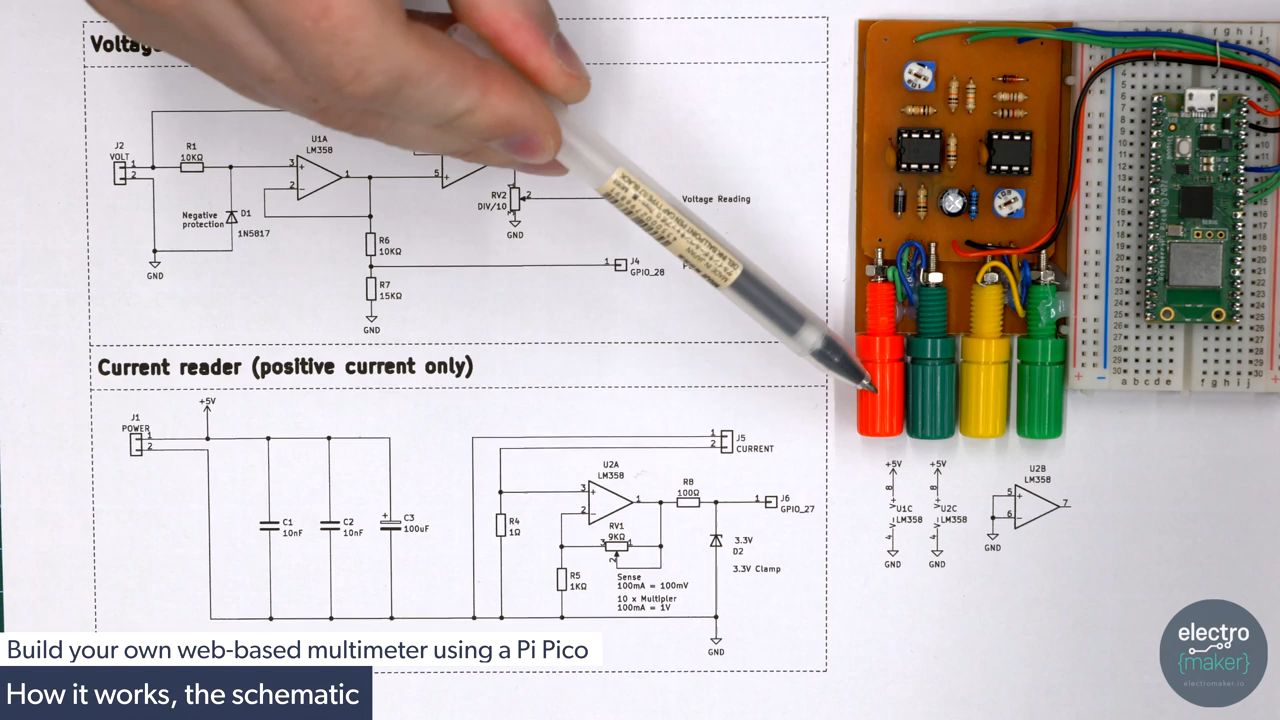 Voltag
J2
VOLT
1
2
R1
10KΩ
Negative
protection
D1
1N5817
GND
U1A
LM358
3
2
1
5
R6
10KΩ
R7
15KΩ
GND
RV2
DIV/10
2
GND
Voltage Reading
1
J4
GPIO_28
Current reader (positive current only)
J1
POWER
1
2
+5V
C1
10nF
C2
10nF
C3
100uF
1
2
J5
CURRENT
R4
1Ω
U2A
LM358
3
2
1
R8
100Ω
1
J6
GPIO_27
RV1
9KΩ
3
1
2
R5
1KΩ
Sense
100mA = 100mV
10 x Multipler
100mA = 1V
3.3V
D2
3.3V Clamp
GND
+5V
+5V
8
8
U1C
LM358
U2C
LM358
4
4
GND
GND
U2B
LM358
5
6
7
GND
Build your own web-based multimeter using a Pi Pico
How it works, the schematic
electro
{maker}
electromaker.io